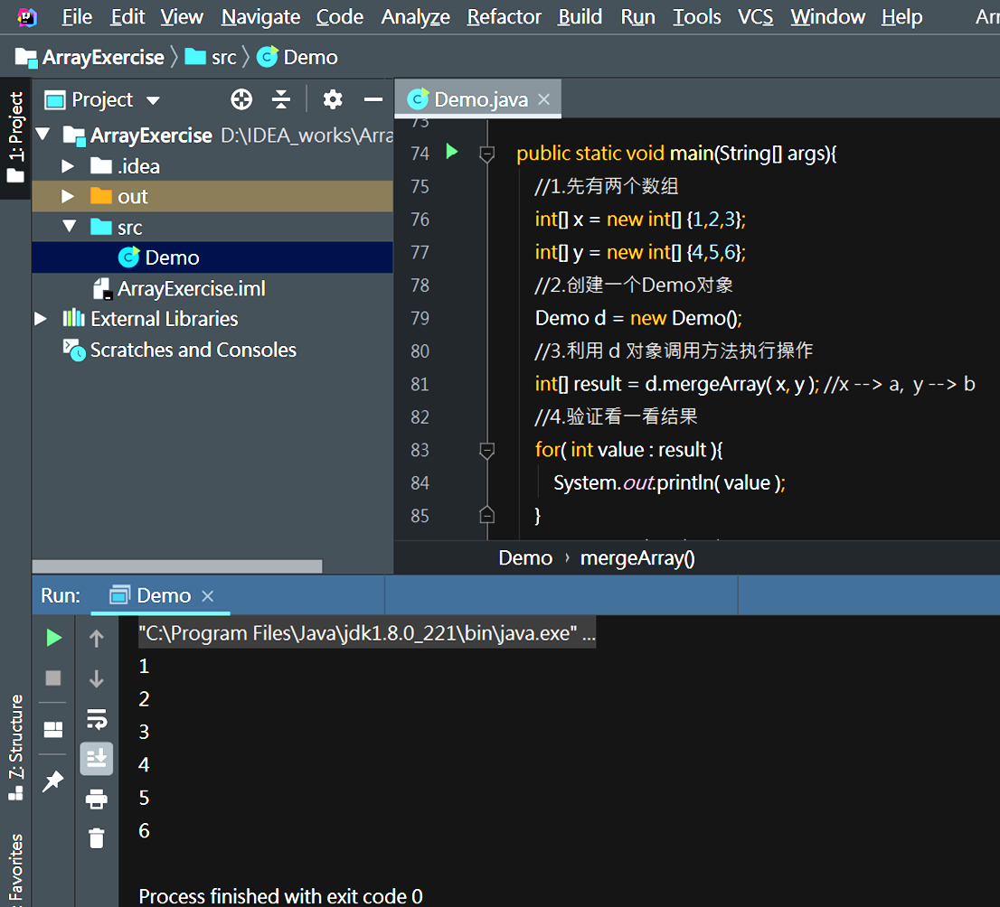 File Edit View Navigate Code Analyze Refactor Build Run Tools VCS Window Help
ArrayExercise src Demo
1: Project
Project
ArrayExercise D:\IDEA_works\Arra
.idea
out
src
Demo
ArrayExercise.iml
External Libraries
Scratches and Consoles
Demo.java
73
74 public static void main(String[] args){
75 //1.先有两个数组
76 int[] x = new int[] {1,2,3};
77 int[] y = new int[] {4,5,6};
78 //2.创建一个Demo对象
79 Demo d = new Demo();
80 //3.利用 d 对象调用方法执行操作
81 int[] result = d.mergeArray( x, y ); //x --> a, y --> b
82 //4.验证看一看结果
83 for( int value : result ){
84 System.out.println( value );
85 }
Demo › mergeArray()
Run: Demo
"C:\Program Files\Java\jdk1.8.0_221\bin\java.exe" ...
1
2
3
4
5
6
Process finished with exit code 0
Z: Structure
Favorites